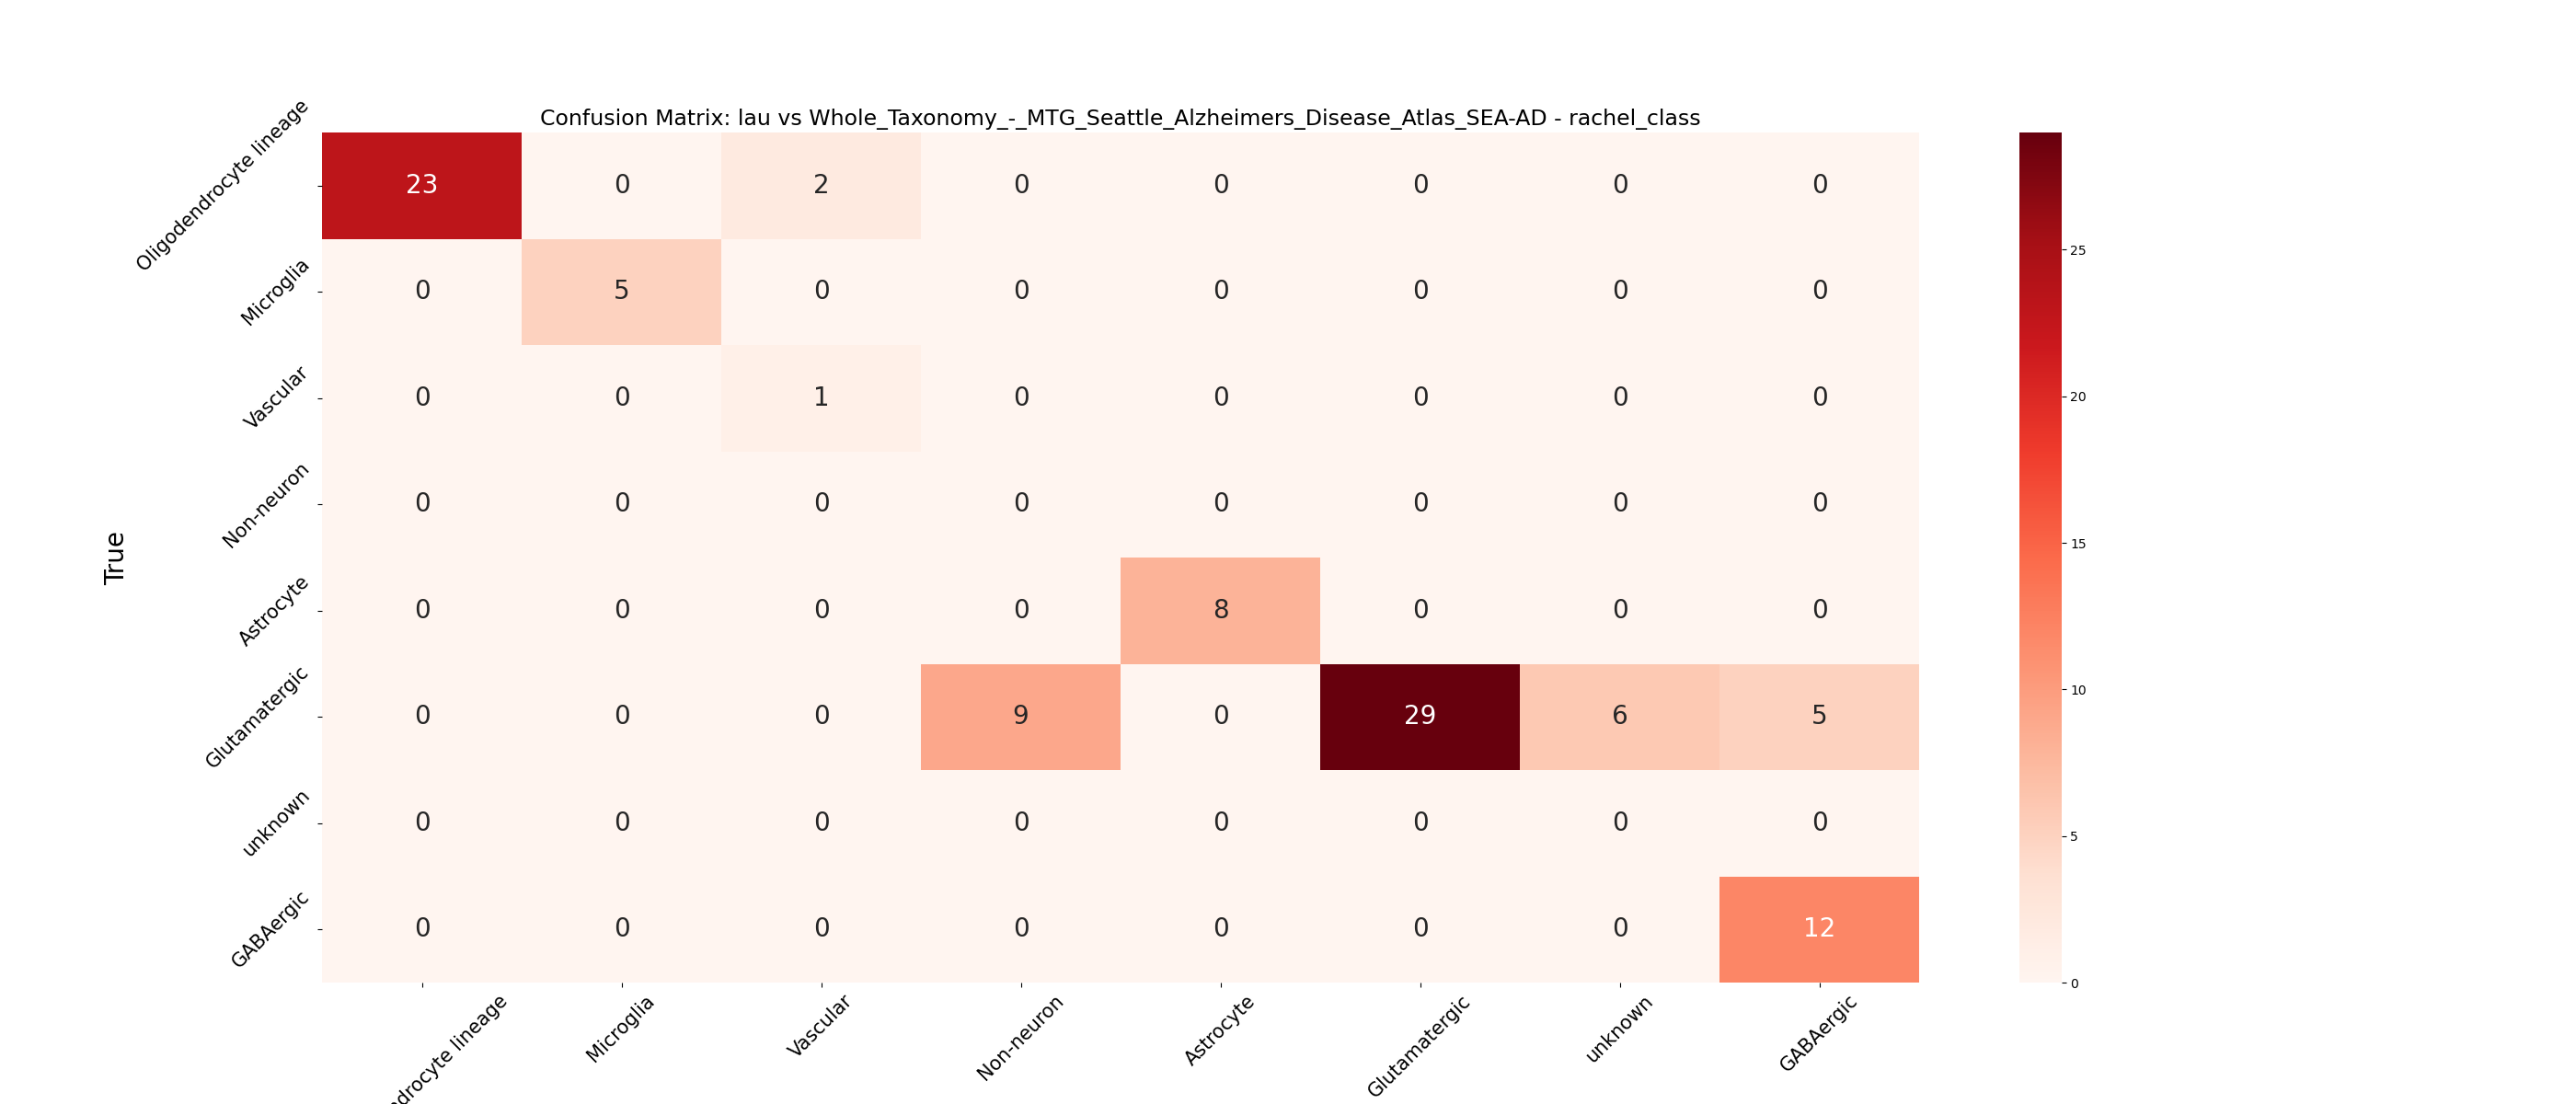 Confusion Matrix: lau vs Whole_Taxonomy_-_MTG_Seattle_Alzheimers_Disease_Atlas_SEA-AD - rachel_class
True
Oligodendrocyte lineage 23 0 2 0 0 0 0 0
Microglia 0 5 0 0 0 0 0 0
Vascular 0 0 1 0 0 0 0 0
Non-neuron 0 0 0 0 0 0 0 0
Astrocyte 0 0 0 0 8 0 0 0
Glutamatergic 0 0 0 9 0 29 6 5
unknown 0 0 0 0 0 0 0 0
GABAergic 0 0 0 0 0 0 0 12
lineage Microglia Vascular Non-neuron Astrocyte Glutamatergic unknown GABAergic
25
20
15
10
5
0